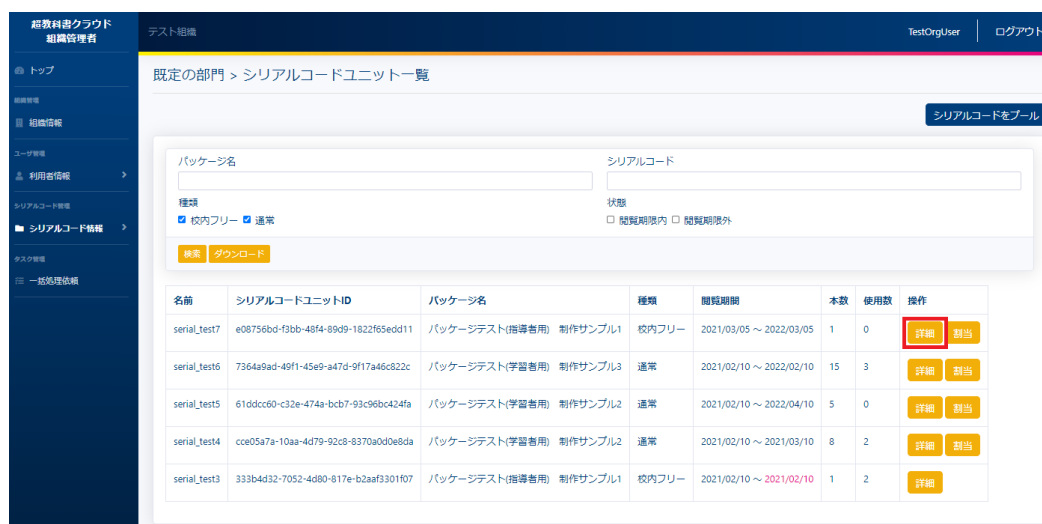 超教科書クラウド
組織管理者
テスト組織
TestOrgUser
ログアウト
トップ
既定の部門 > シリアルコードユニット一覧
組織管理
組織情報
シリアルコードをプール
ユーザ管理
利用者情報
シリアルコード管理
シリアルコード情報
タスク管理
一括処理依頼
パッケージ名 シリアルコード
種類 状態
校内フリー 通常 閲覧期限内 閲覧期限外
検索 ダウンロード
名前 シリアルコードユニットID パッケージ名 種類 閲覧期間 本数 使用数 操作
serial_test7 e08756bd-f3bb-48f4-89d9-1822f65edd11 パッケージテスト(指導者用) 制作サンプル1 校内フリー 2021/03/05 ～ 2022/03/05 1 0 詳細 割当
serial_test6 7364a9ad-49f1-45e9-a47d-9f17a46c822c パッケージテスト(学習者用) 制作サンプル3 通常 2021/02/10 ～ 2022/02/10 15 3 詳細 割当
serial_test5 61ddcc60-c32e-474a-bcb7-93c96bc424fa パッケージテスト(学習者用) 制作サンプル2 通常 2021/02/10 ～ 2022/04/10 5 0 詳細 割当
serial_test4 cce05a7a-10aa-4d79-92c8-8370a0d0e8da パッケージテスト(学習者用) 制作サンプル2 通常 2021/02/10 ～ 2021/03/10 8 2 詳細 割当
serial_test3 333b4d32-7052-4d80-817e-b2aaf3301f07 パッケージテスト(指導者用) 制作サンプル1 校内フリー 2021/02/10 ～ 2021/02/10 1 2 詳細